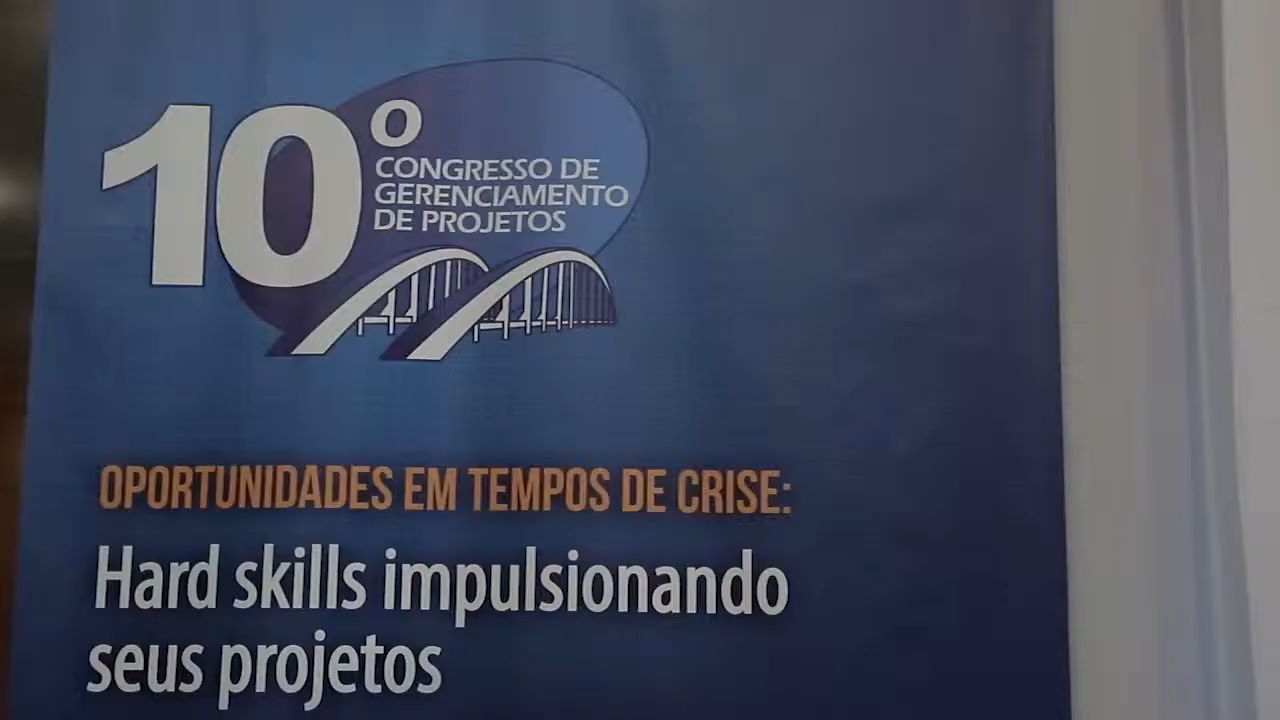 10º
CONGRESSO DE
GERENCIAMENTO
DE PROJETOS
OPORTUNIDADES EM TEMPOS DE CRISE:
Hard skills impulsionando
seus projetos